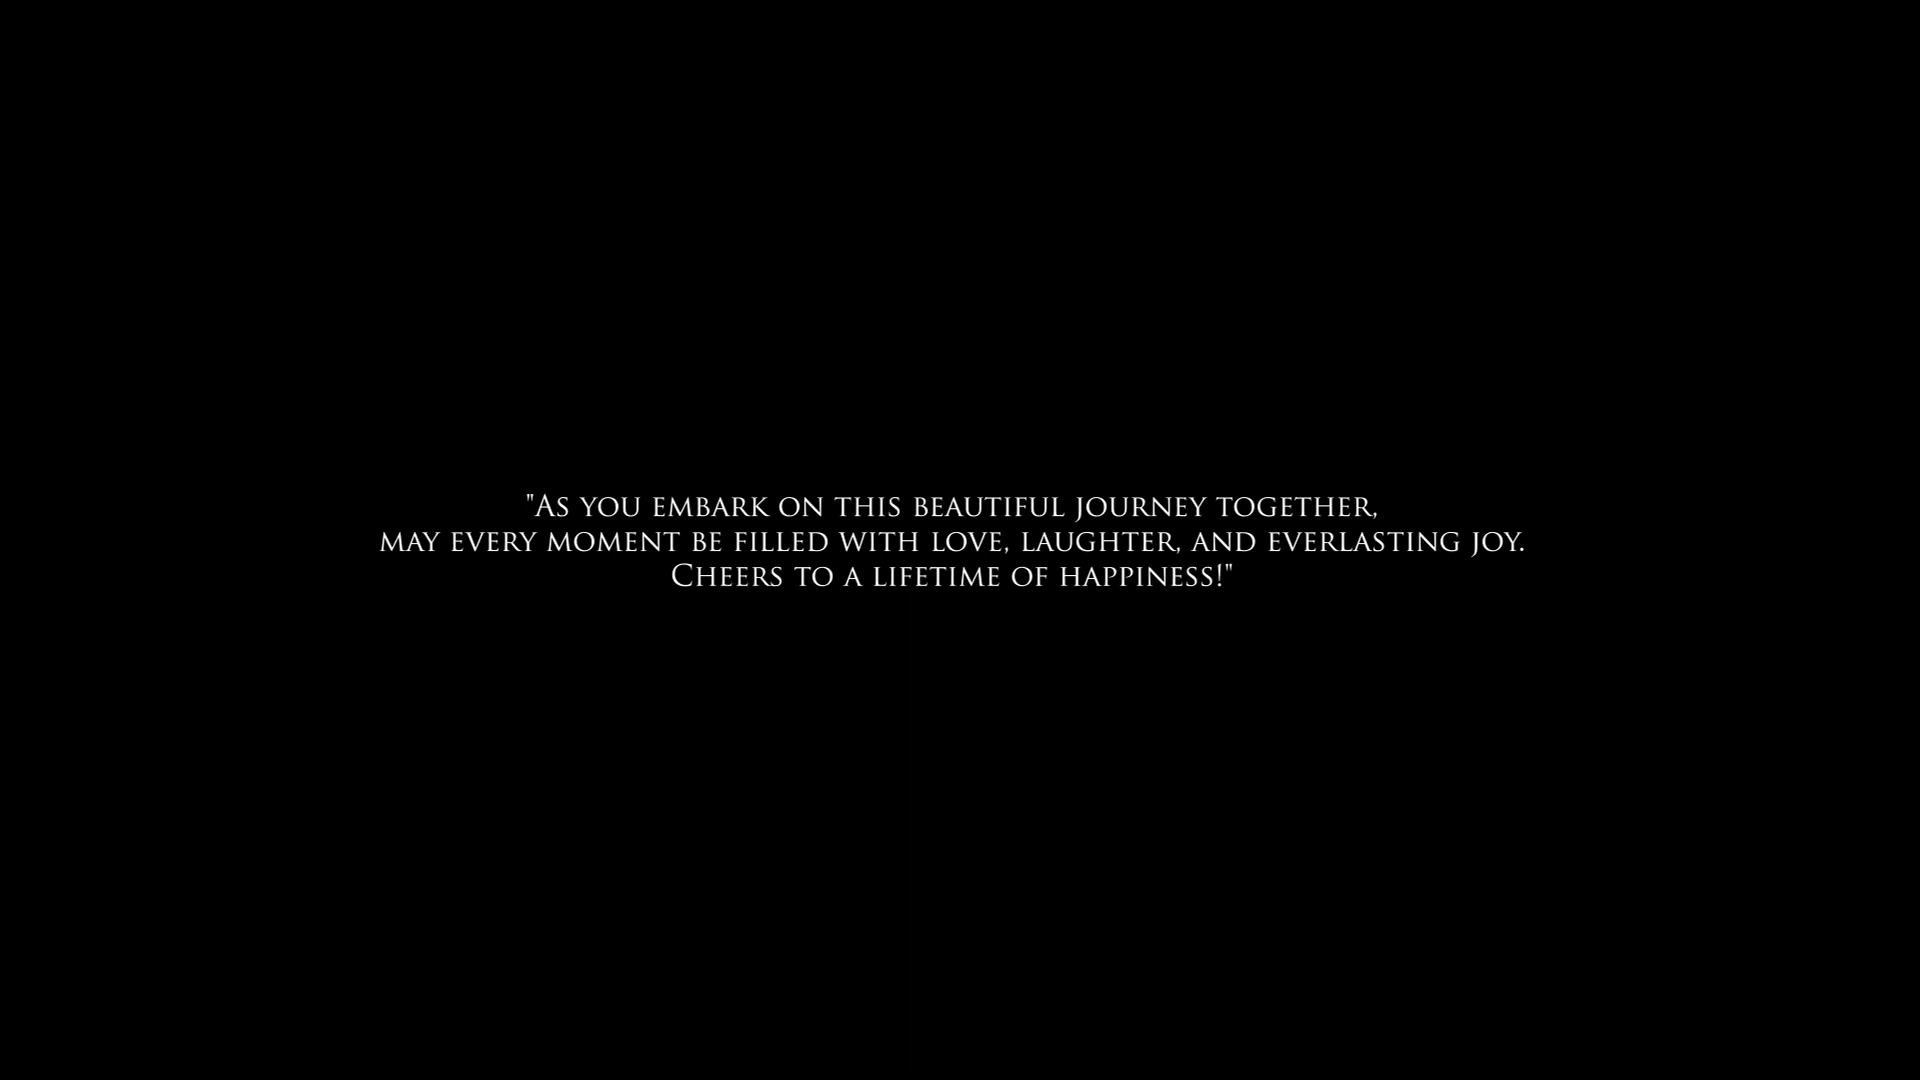 "As you embark on this beautiful journey together,
may every moment be filled with love, laughter, and everlasting joy.
Cheers to a lifetime of happiness!"